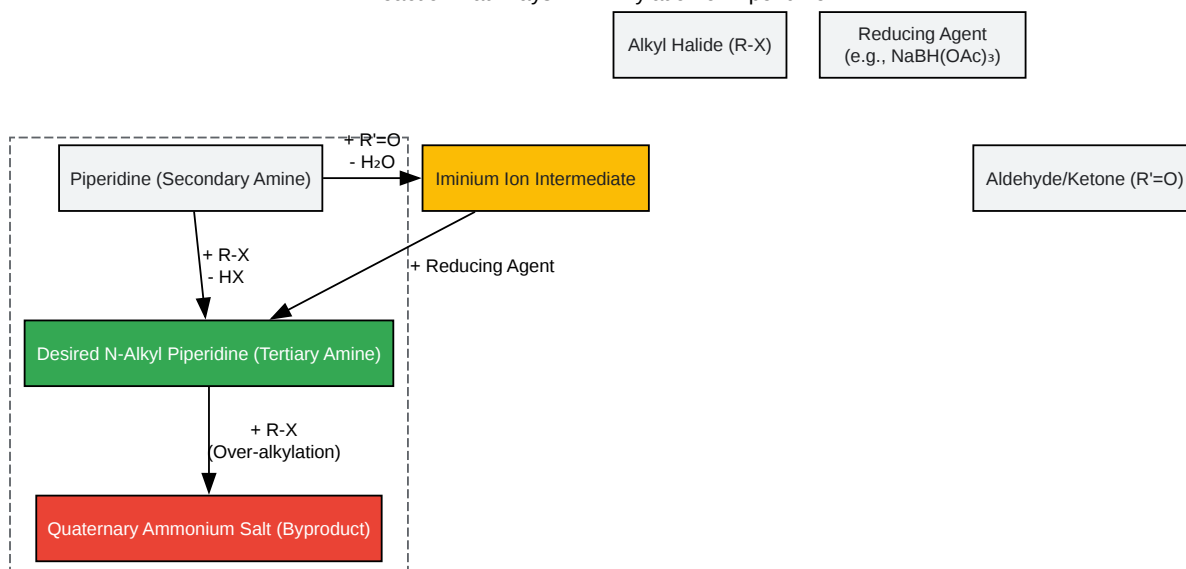 Alkyl Halide (R-X)
Reducing Agent
(e.g., NaBH(OAc)₃)
+ R'=O
- H₂O
Piperidine (Secondary Amine)
Iminium Ion Intermediate
Aldehyde/Ketone (R'=O)
+ R-X
- HX
+ Reducing Agent
Desired N-Alkyl Piperidine (Tertiary Amine)
+ R-X
(Over-alkylation)
Quaternary Ammonium Salt (Byproduct)